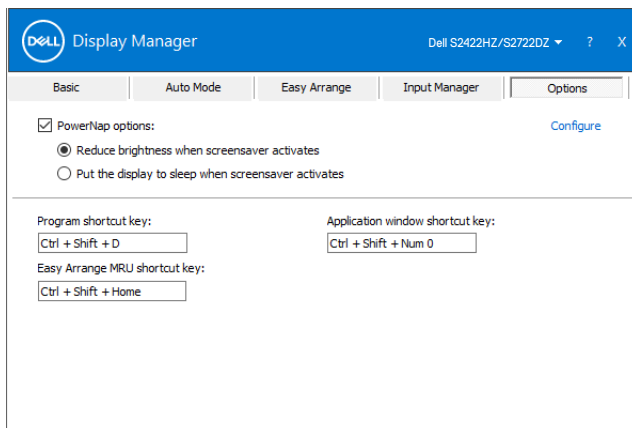 DELL Display Manager Dell S2422HZ/S2722DZ ? X
Basic Auto Mode Easy Arrange Input Manager Options
PowerNap options: Configure
Reduce brightness when screensaver activates
Put the display to sleep when screensaver activates
Program shortcut key: Application window shortcut key:
Ctrl + Shift + D Ctrl + Shift + Num 0
Easy Arrange MRU shortcut key:
Ctrl + Shift + Home